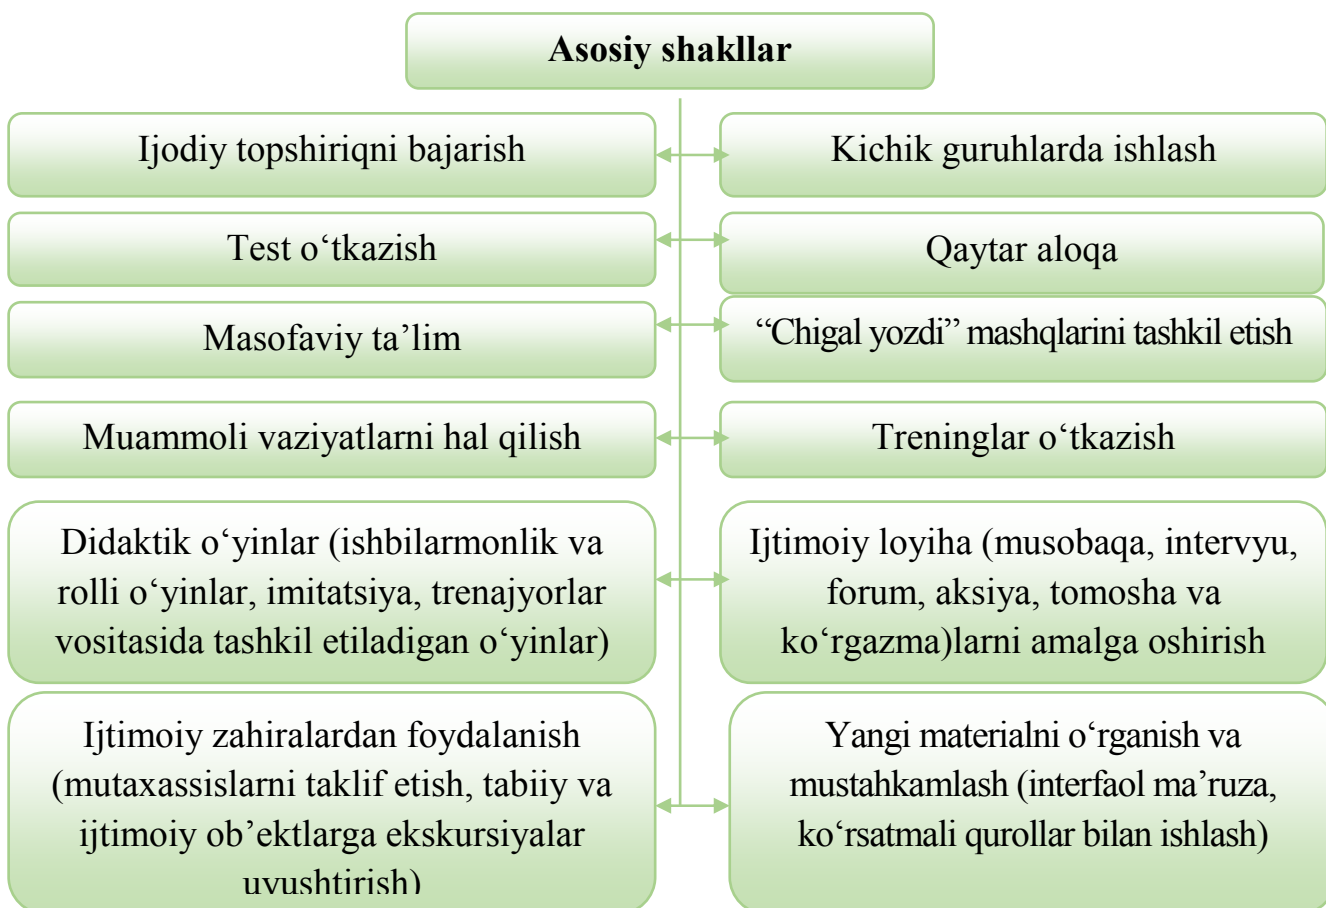 Asosiy shakllar
Ijodiy topshiriqni bajarish
Kichik guruhlarda ishlash
Test o‘tkazish
Qaytar aloqa
Masofaviy ta’lim
“Chigal yozdi” mashqlarini tashkil etish
Muammoli vaziyatlarni hal qilish
Treninglar o‘tkazish
Didaktik o‘yinlar (ishbilarmonlik va
rolli o‘yinlar, imitatsiya, trenajyorlar
vositasida tashkil etiladigan o‘yinlar)
Ijtimoiy loyiha (musobaqa, intervyu,
forum, aksiya, tomosha va
ko‘rgazma)larni amalga oshirish
Ijtimoiy zahiralardan foydalanish
(mutaxassislarni taklif etish, tabiiy va
ijtimoiy ob’ektlarga ekskursiyalar
uyushtirish)
Yangi materialni o‘rganish va
mustahkamlash (interfaol ma’ruza,
ko‘rsatmali qurollar bilan ishlash)